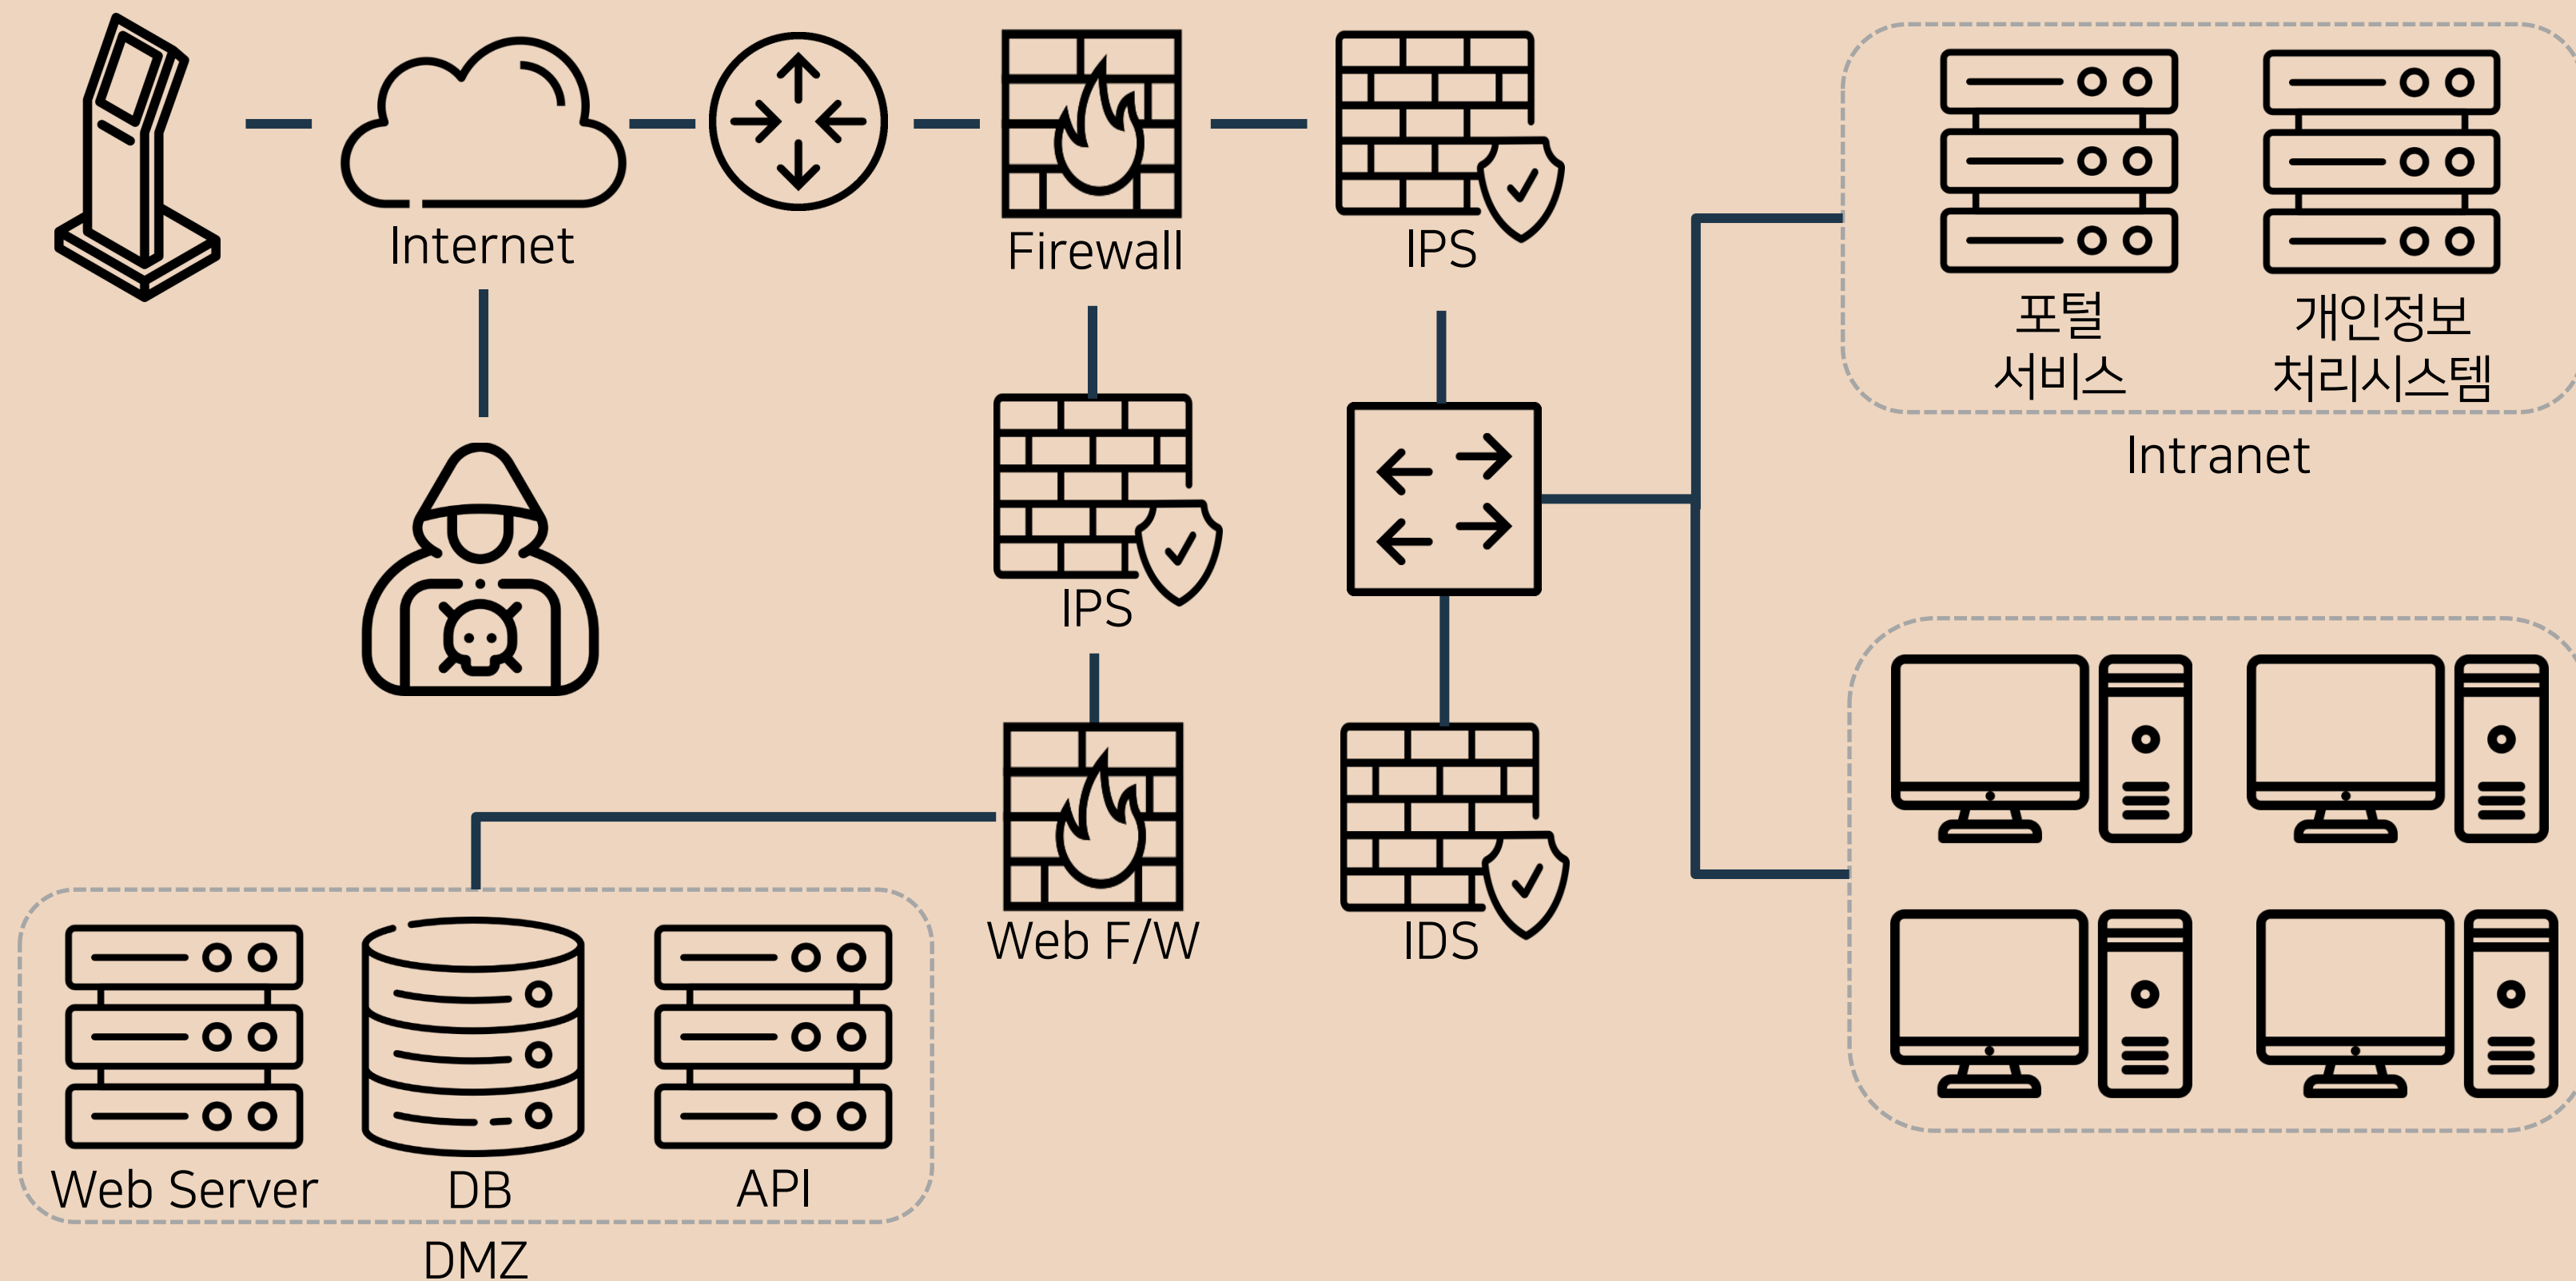 Internet
Firewall
IPS
포털
서비스
개인정보
처리시스템
Intranet
IPS
Web F/W
IDS
Web Server
DB
API
DMZ